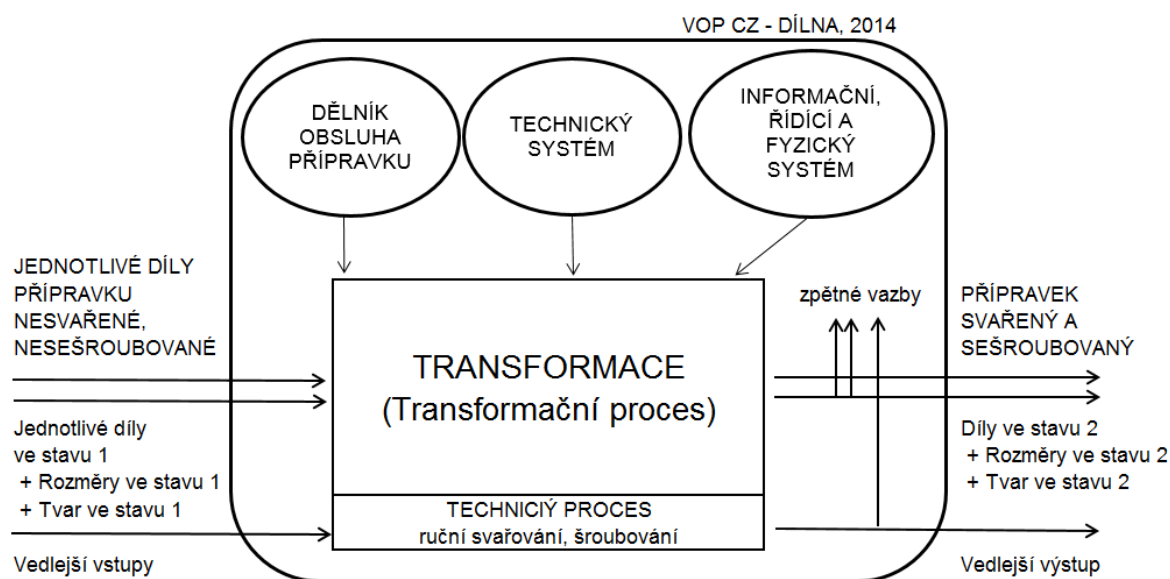 VOP CZ - DÍLNA, 2014
DĚLNÍK
OBSLUHA
PŘÍPRAVKU
TECHNICKÝ
SYSTÉM
INFORMAČNÍ,
ŘÍDÍCÍ A
FYZICKÝ
SYSTÉM
JEDNOTLIVÉ DÍLY
PŘÍPRAVKU
NESVAŘENÉ,
NESEŠROUBOVANÉ
Jednotlivé díly
ve stavu 1
+ Rozměry ve stavu 1
+ Tvar ve stavu 1
Vedlejší vstupy
TRANSFORMACE
(Transformační proces)
TECHNICIÝ PROCES
ruční svařování, šroubování
zpětné vazby
PŘÍPRAVEK
SVAŘENÝ A
SEŠROUBOVANÝ
Díly ve stavu 2
+ Rozměry ve stavu 2
+ Tvar ve stavu 2
Vedlejší výstup